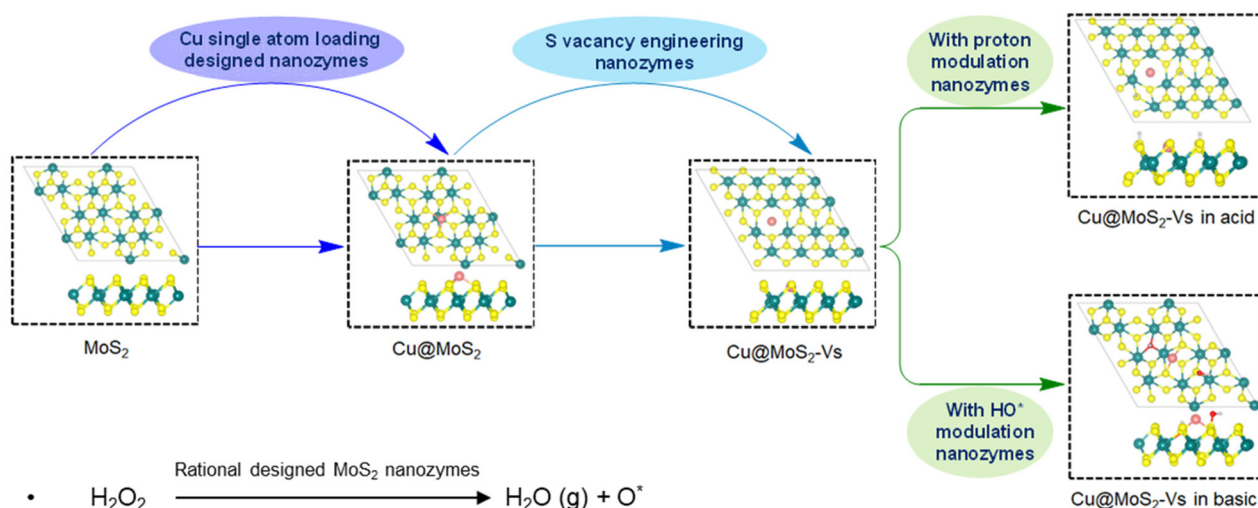 Cu single atom loading
designed nanozymes
S vacancy engineering
nanozymes
With proton
modulation
nanozymes
MoS₂
Cu@MoS₂
Cu@MoS₂-Vs
Cu@MoS₂-Vs in acid
With HO*
modulation
nanozymes
Cu@MoS₂-Vs in basic
Rational designed MoS₂ nanozymes
• H₂O₂ ⟶ H₂O (g) + O*